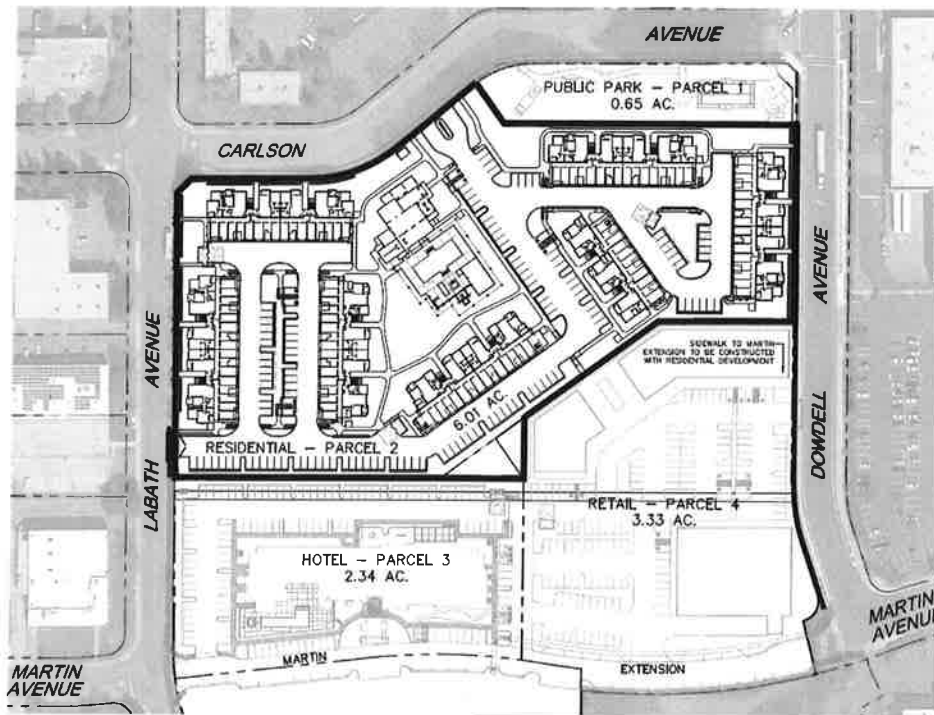 AVENUE
PUBLIC PARK – PARCEL 1
0.65 AC.
CARLSON
AVENUE
AVENUE
SIDEWALK TO MARTIN
EXTENSION TO BE CONSTRUCTED
WITH RESIDENTIAL DEVELOPMENT
6.01 AC.
RESIDENTIAL – PARCEL 2
LABATH
DOWDELL
RETAIL – PARCEL 4
3.33 AC.
HOTEL – PARCEL 3
2.34 AC.
MARTIN
AVENUE
MARTIN
EXTENSION
MARTIN
AVENUE